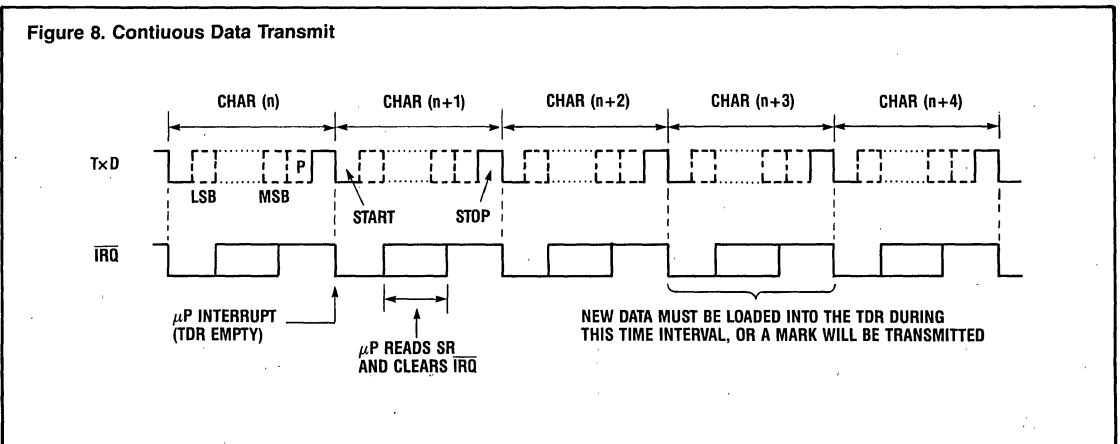 Figure 8. Contiuous Data Transmit
CHAR (n) CHAR (n+1) CHAR (n+2) CHAR (n+3) CHAR (n+4)
TxD
P
LSB MSB
START STOP
IRQ
μP INTERRUPT
(TDR EMPTY)
μP READS SR
AND CLEARS IRQ
NEW DATA MUST BE LOADED INTO THE TDR DURING
THIS TIME INTERVAL, OR A MARK WILL BE TRANSMITTED